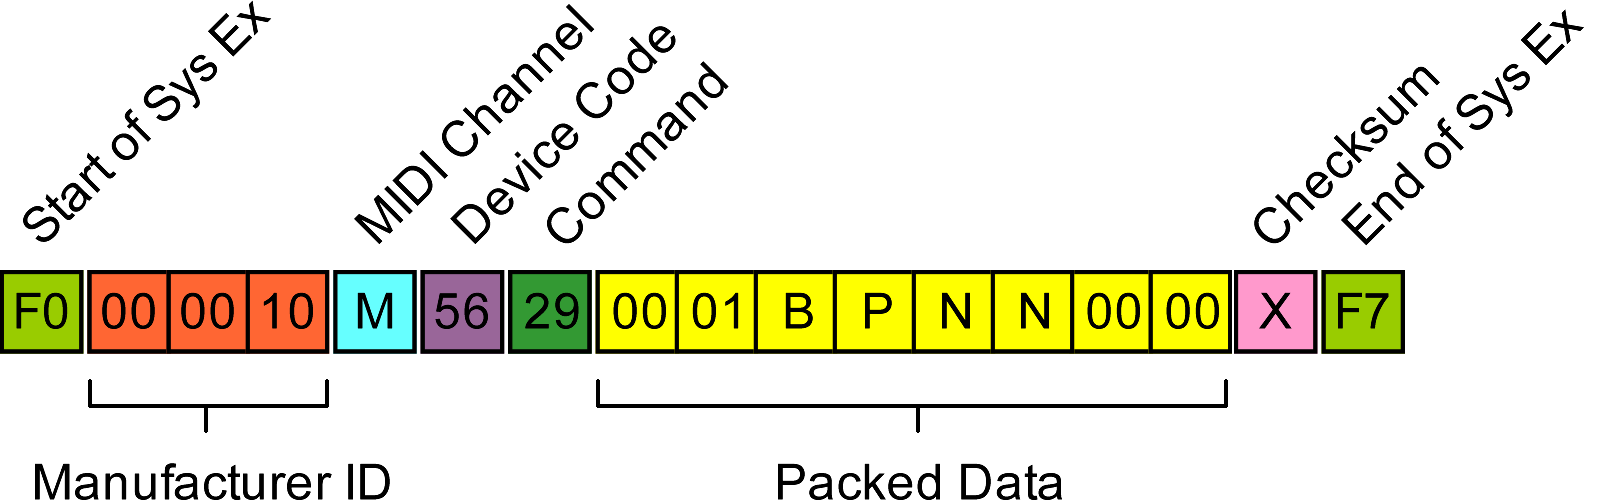 Start of Sys Ex
MIDI Channel
Device Code
Command
Checksum
End of Sys Ex
F0 00 00 10 M 56 29 00 01 B P N N 00 00 X F7
Manufacturer ID
Packed Data